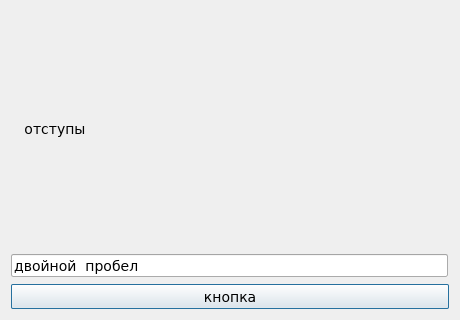 отступы
двойной  пробел
кнопка